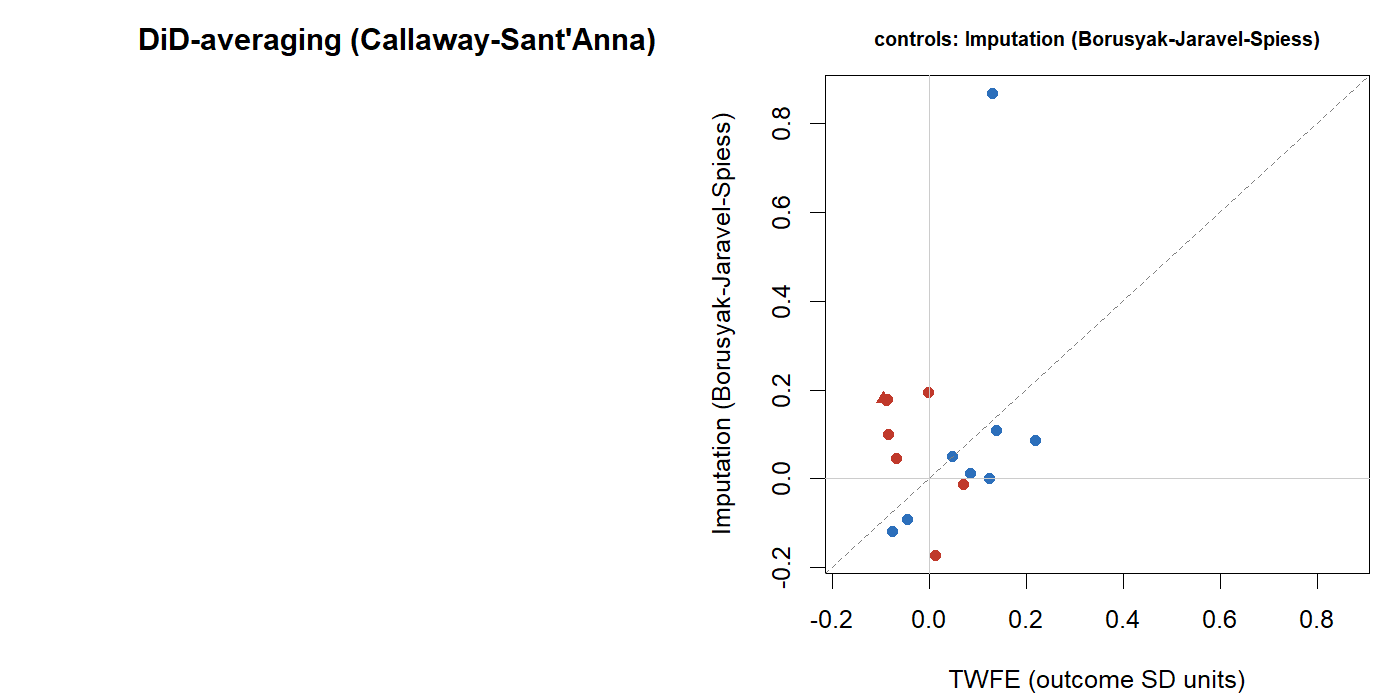 DiD-averaging (Callaway-Sant'Anna)
controls: Imputation (Borusyak-Jaravel-Spiess)
Imputation (Borusyak-Jaravel-Spiess)
0.8
0.6
0.4
0.2
0.0
-0.2
-0.2 0.0 0.2 0.4 0.6 0.8
TWFE (outcome SD units)